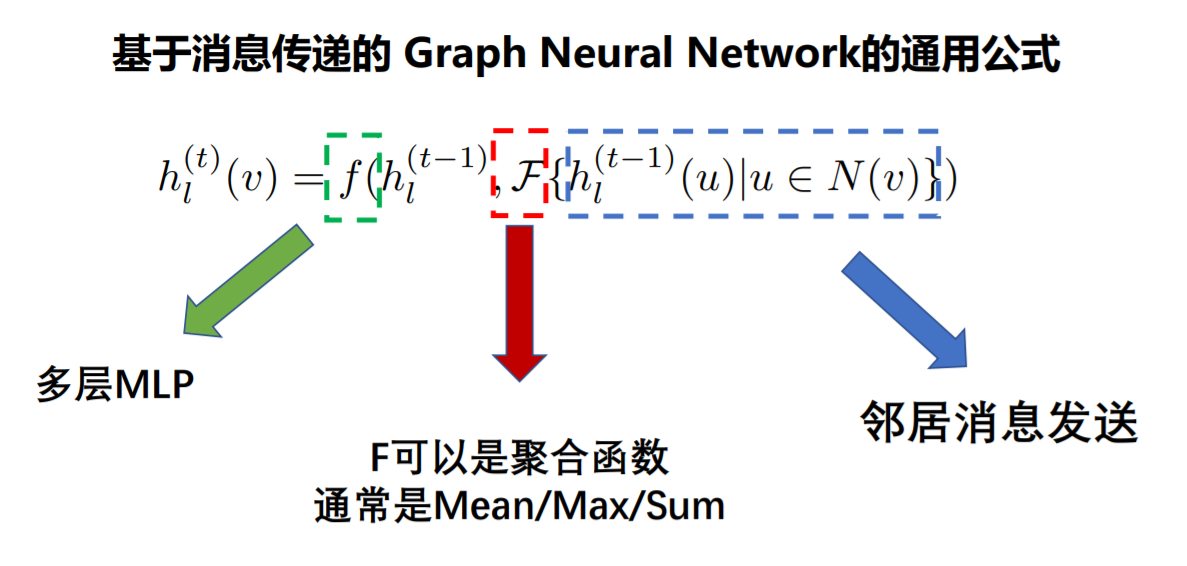 基于消息传递的 Graph Neural Network的通用公式
h_l^{(t)}(v) = f(h_l^{(t-1)}, \mathcal{F}\{h_l^{(t-1)}(u)|u ∈ N(v)\})
多层MLP
邻居消息发送
F可以是聚合函数
通常是Mean/Max/Sum